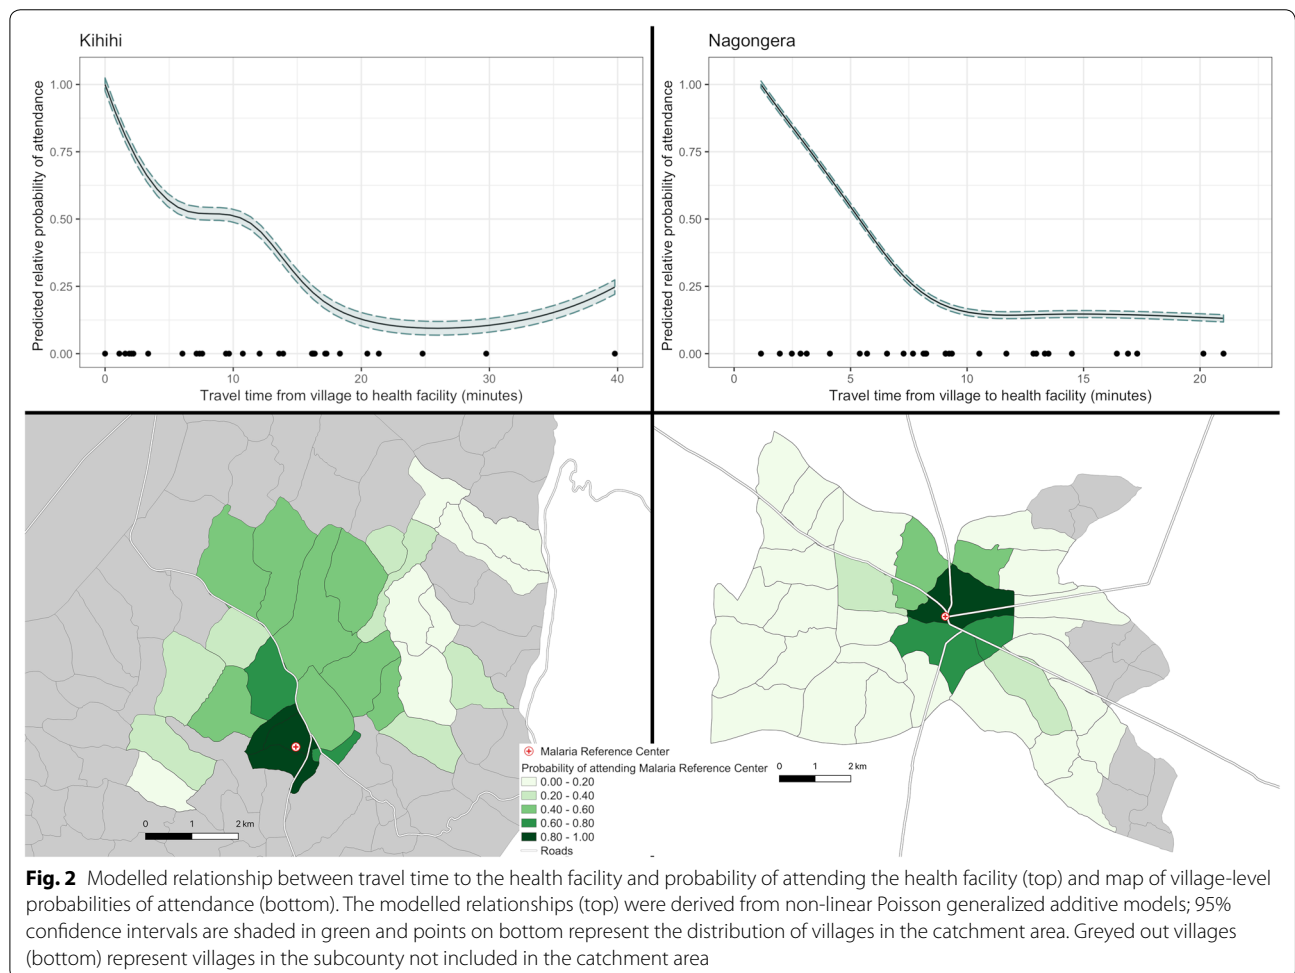 Kihihi
Predicted relative probability of attendance
1.00
0.75
0.50
0.25
0.00
0 10 20 30 40
Travel time from village to health facility (minutes)
Nagongera
Predicted relative probability of attendance
1.00
0.75
0.50
0.25
0.00
0 5 10 15 20
Travel time from village to health facility (minutes)
0 1 2 km
Malaria Reference Center
Probability of attending Malaria Reference Center
0.00 - 0.20
0.20 - 0.40
0.40 - 0.60
0.60 - 0.80
0.80 - 1.00
Roads
0 1 2 km
Fig. 2 Modelled relationship between travel time to the health facility and probability of attending the health facility (top) and map of village-level
probabilities of attendance (bottom). The modelled relationships (top) were derived from non-linear Poisson generalized additive models; 95%
confidence intervals are shaded in green and points on bottom represent the distribution of villages in the catchment area. Greyed out villages
(bottom) represent villages in the subcounty not included in the catchment area